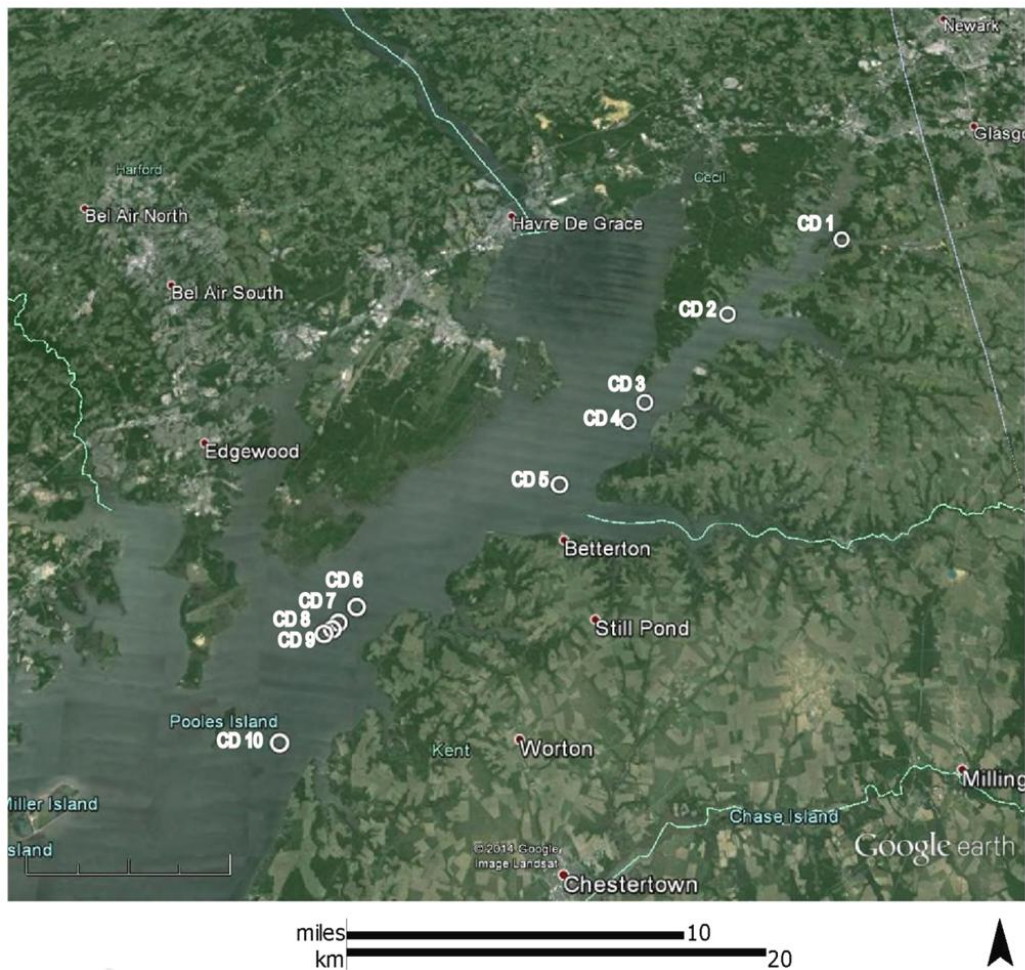 Newark
Glasgo
Harford
Cecil
Bel Air North
Havre De Grace
CD 1
Bel Air South
CD 2
CD 3
CD 4
Edgewood
CD 5
Betterton
CD 6
CD 7
CD 8
CD 9
Still Pond
Pooles Island
CD 10
Kent
Worton
Milling
Miller Island
Chase Island
sland
© 2014 Google
Image Landsat
Google earth
Chestertown
miles 10
km 20